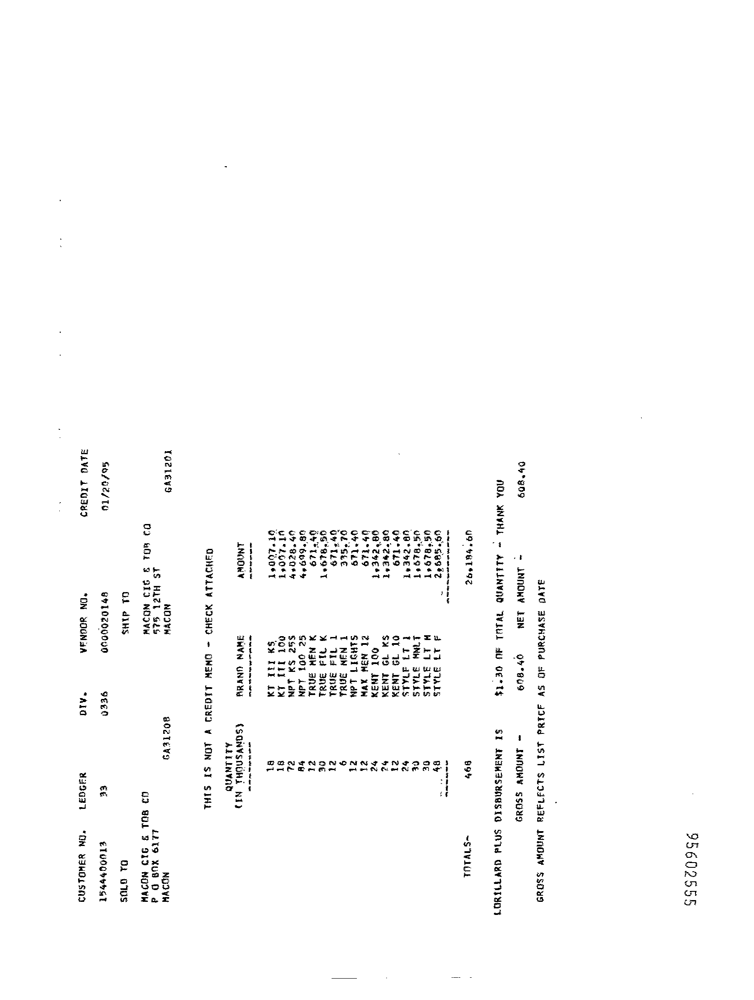 CUSTOMER NO. LEDGER DIV. VENDOR NO. CREDIT DATE
1544400013 33 0336 0000020148 01/20/95
SOLD TO SHIP TO
MACON CIG & TOB CO MACON CIG & TOB CO
P O BOX 6177 575 12TH ST
MACON GA31208 MACON GA31201
THIS IS NOT A CREDIT MEMO - CHECK ATTACHED
QUANTITY
(IN THOUSANDS) BRAND NAME AMOUNT
18 KT III KS 1,007.10
18 KT III 100 1,007.10
72 NPT KS 25S 4,028.40
84 NPT 100 25 4,699.80
12 TRUE MEN K 671.40
30 TRUE FIL K 1,678.50
12 TRUE FIL 1 671.40
6 TRUE MEN 1 335.70
12 NPT LIGHTS 671.40
12 MAX MEN 12 671.40
24 KENT 100 1,342.80
24 KENT GL KS 1,342.80
12 KENT GL 10 671.40
24 STYLE LT 1 1,342.80
30 STYLE MNLT 1,678.50
30 STYLE LT M 1,678.50
48 STYLE LT F 2,685.60
TOTALS- 468 26,184.60
LORILLARD PLUS DISBURSEMENT IS $1.30 OF TOTAL QUANTITY - THANK YOU
GROSS AMOUNT - 608.40 NET AMOUNT - 608.40
GROSS AMOUNT REFLECTS LIST PRICE AS OF PURCHASE DATE
95602555